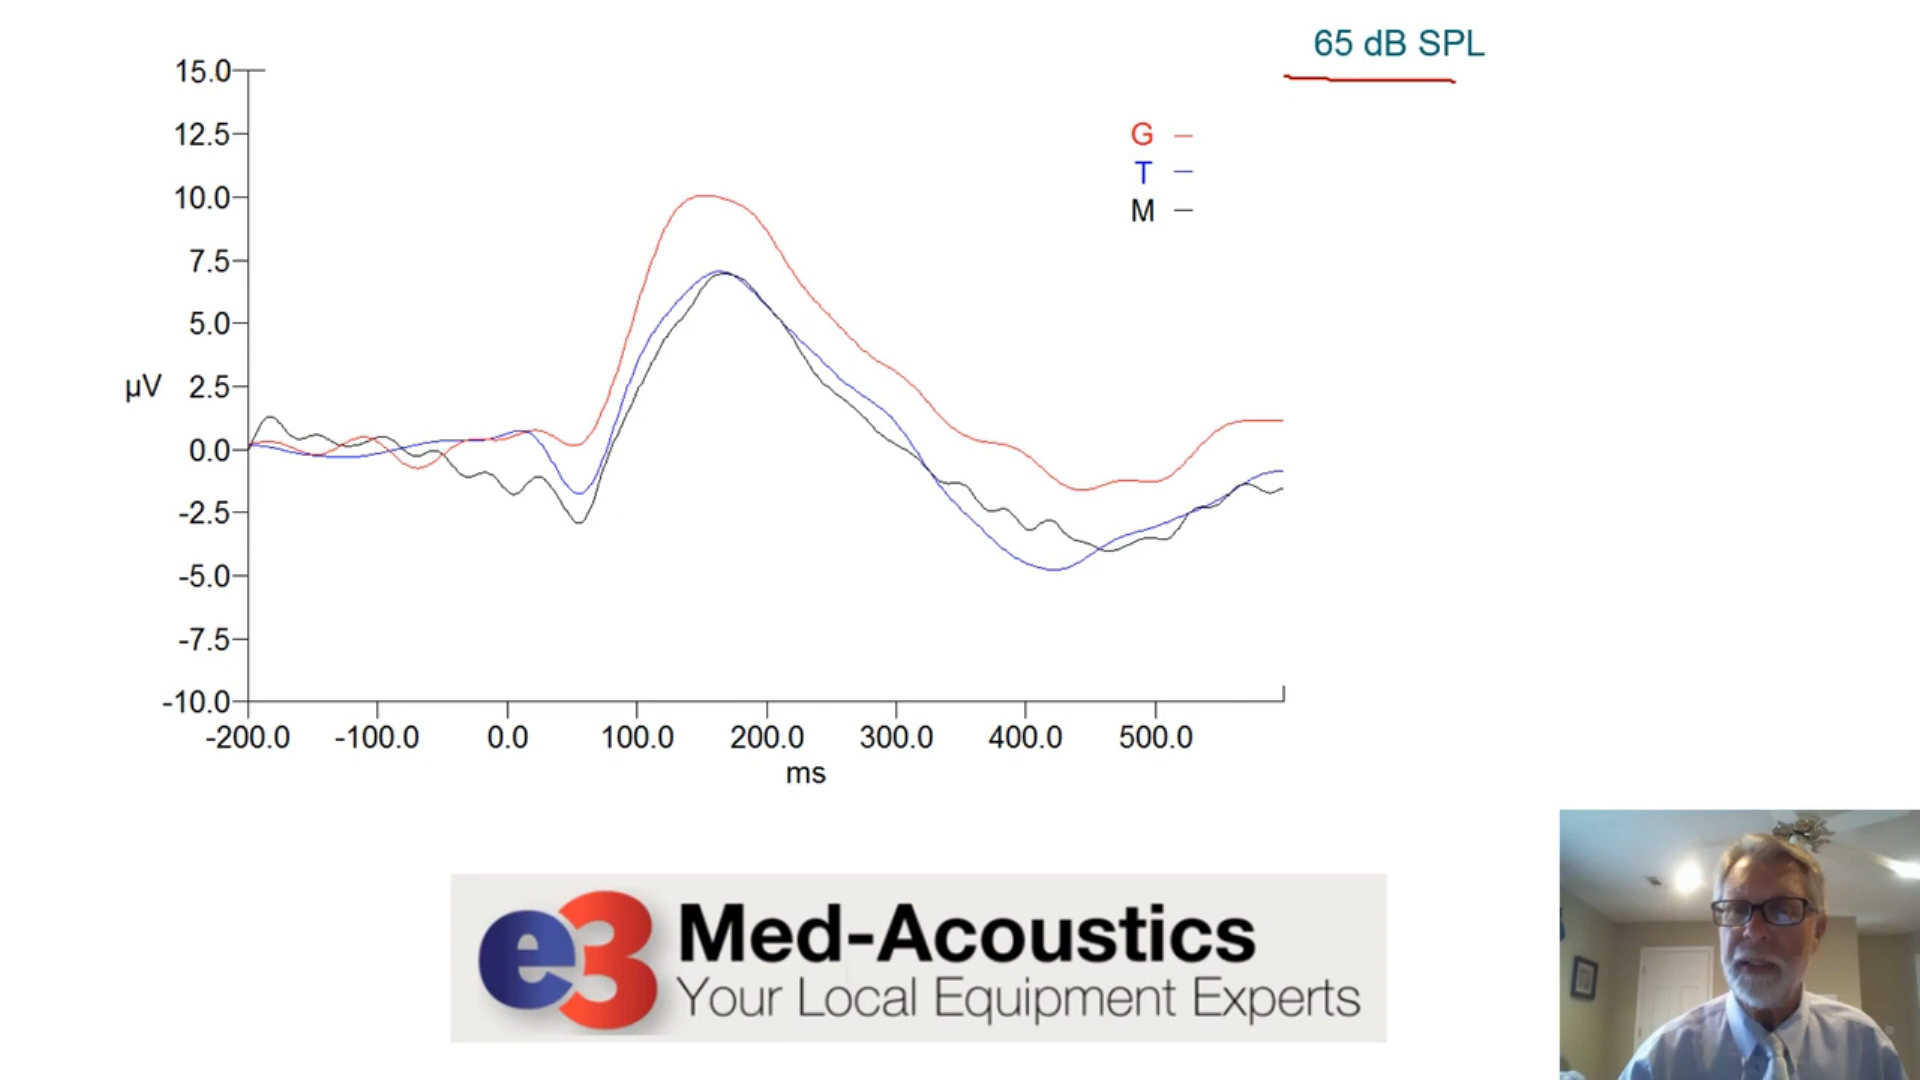 65 dB SPL
15.0
12.5
10.0
7.5
5.0
2.5
0.0
-2.5
-5.0
-7.5
-10.0
µV
G
T
M
-200.0 -100.0 0.0 100.0 200.0 300.0 400.0 500.0
ms
e3
Med-Acoustics
Your Local Equipment Experts